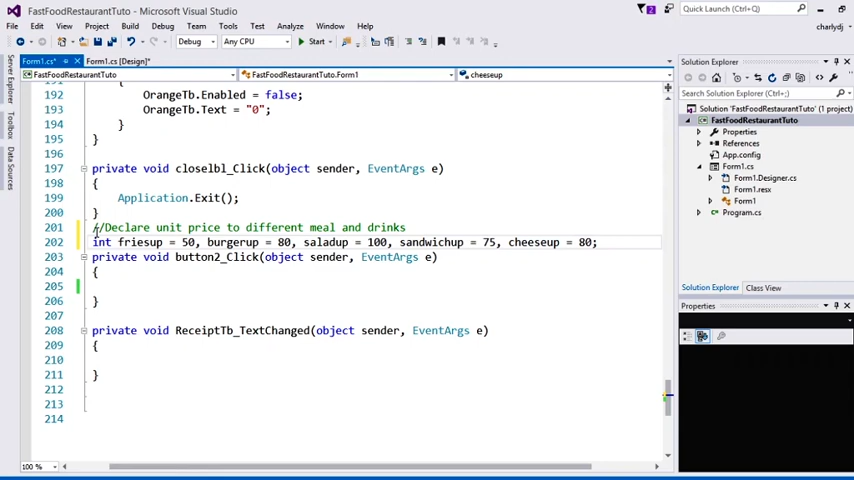 FastFoodRestaurantTuto - Microsoft Visual Studio
2
Quick Launch (Ctrl+Q)
FILE EDIT VIEW PROJECT BUILD DEBUG TEAM TOOLS TEST ANALYZE WINDOW HELP
charlydj
Debug Any CPU Start
Form1.cs* Form1.cs [Design]*
FastFoodRestaurantTuto FastFoodRestaurantTuto.Form1 cheeseup
192 OrangeTb.Enabled = false;
193 OrangeTb.Text = "0";
194 }
195 }
196
197 private void closelbl_Click(object sender, EventArgs e)
198 {
199 Application.Exit();
200 }
201 //Declare unit price to different meal and drinks
202 int friesup = 50, burgerup = 80, saladup = 100, sandwichup = 75, cheeseup = 80;
203 private void button2_Click(object sender, EventArgs e)
204 {
205
206 }
207
208 private void ReceiptTb_TextChanged(object sender, EventArgs e)
209 {
210
211 }
212
213
214
100 %
Server Explorer
Toolbox
Data Sources
Solution Explorer
Search Solution Explorer (Ctrl+;)
Solution 'FastFoodRestaurantTuto' (1 project)
FastFoodRestaurantTuto
Properties
References
App.config
Form1.cs
Form1.Designer.cs
Form1.resx
Form1
Program.cs
Solution Explorer Class View
Properties